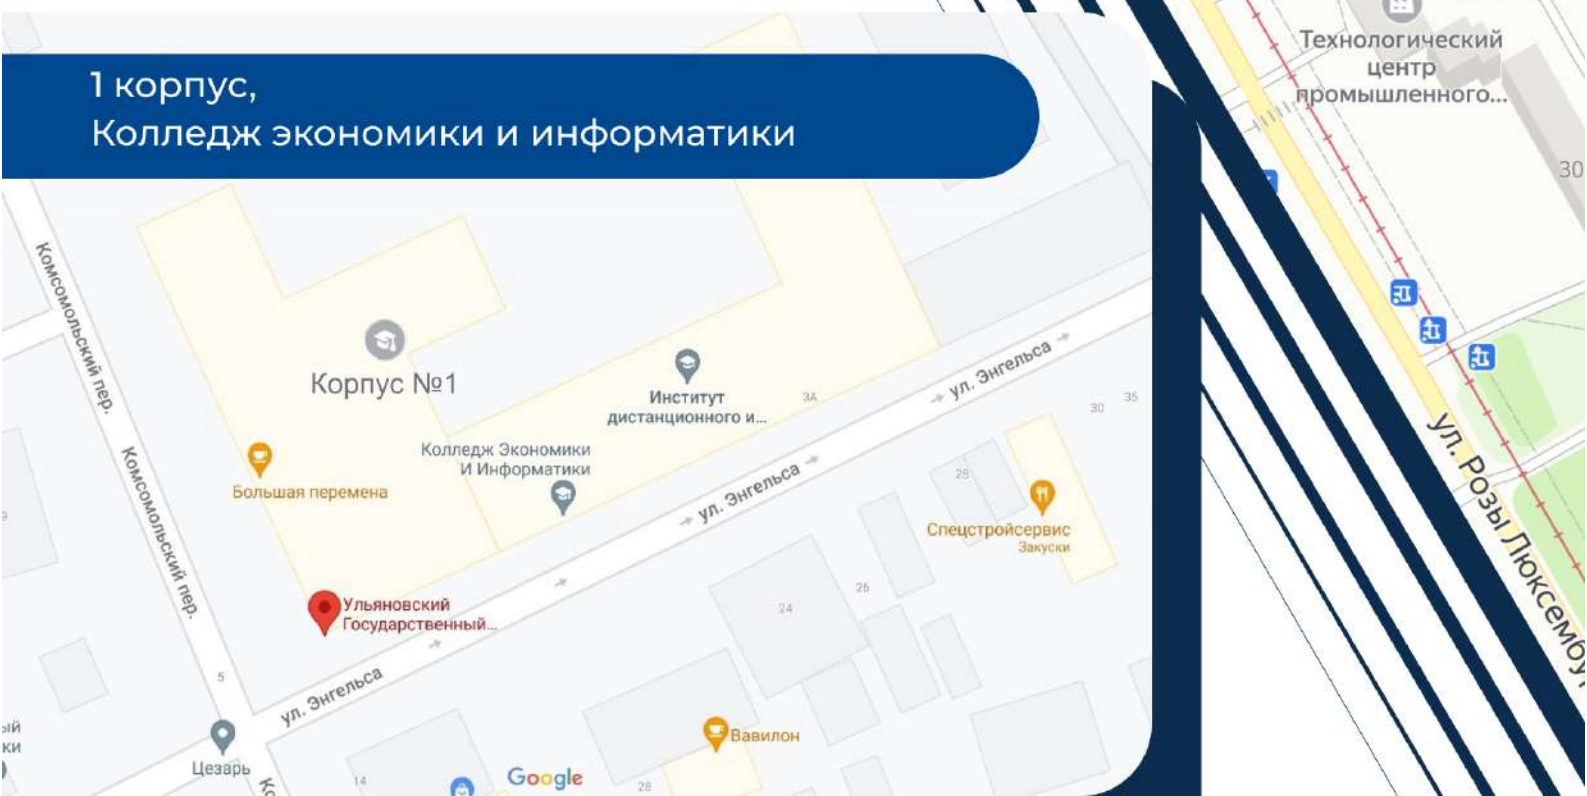 1 корпус,
Колледж экономики и информатики
Технологический
центр
промышленного...
30
Комсомольский пер.
Корпус №1
Институт
дистанционного и...
3А
ул. Энгельса
30
35
Колледж Экономики
И Информатики
Большая перемена
Комсомольский пер.
ул. Энгельса
28
Спецстройсервис
Закуски
ул. Розы Люксембу
Ульяновский
Государственный...
24
26
5
ул. Энгельса
ый
ки
Цезарь
Вавилон
14
Google
28